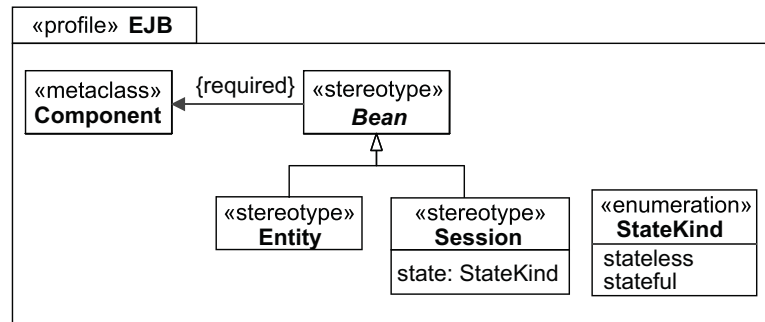 «profile» EJB
«metaclass»
Component
{required}
«stereotype»
Bean
«stereotype»
Entity
«stereotype»
Session
state: StateKind
«enumeration»
StateKind
stateless
stateful